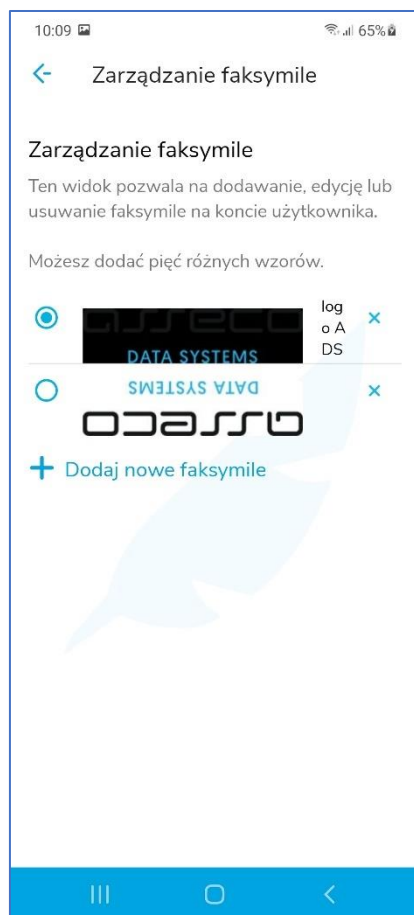 10:09 65%
Zarządzanie faksymile
Zarządzanie faksymile
Ten widok pozwala na dodawanie, edycję lub
usuwanie faksymile na koncie użytkownika.
Możesz dodać pięć różnych wzorów.
asseco
DATA SYSTEMS
log
o A
DS
DATA SYSTEMS
asseco
Dodaj nowe faksymile